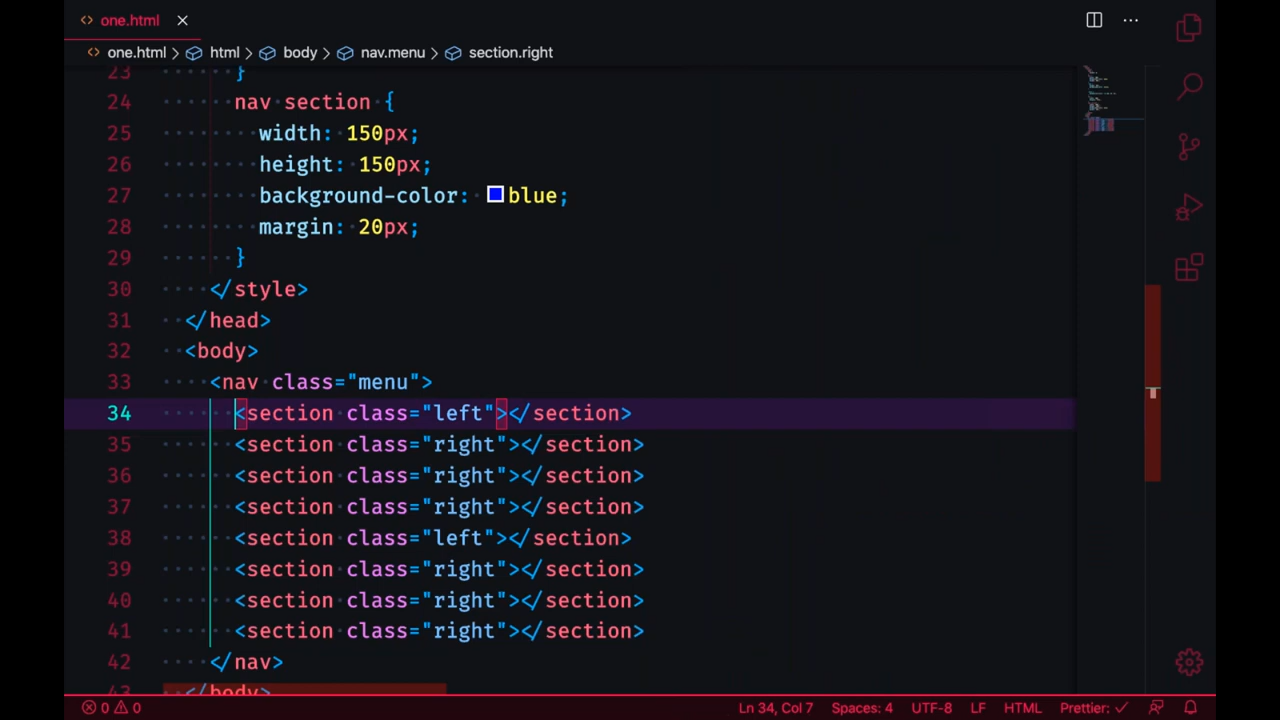 one.html
one.html > html > body > nav.menu > section.right
23 }
24 nav section {
25 width: 150px;
26 height: 150px;
27 background-color: blue;
28 margin: 20px;
29 }
30 </style>
31 </head>
32 <body>
33 <nav class="menu">
34 <section class="left"></section>
35 <section class="right"></section>
36 <section class="right"></section>
37 <section class="right"></section>
38 <section class="left"></section>
39 <section class="right"></section>
40 <section class="right"></section>
41 <section class="right"></section>
42 </nav>
43 </body>
0 0 Ln 34, Col 7 Spaces: 4 UTF-8 LF HTML Prettier: ✓